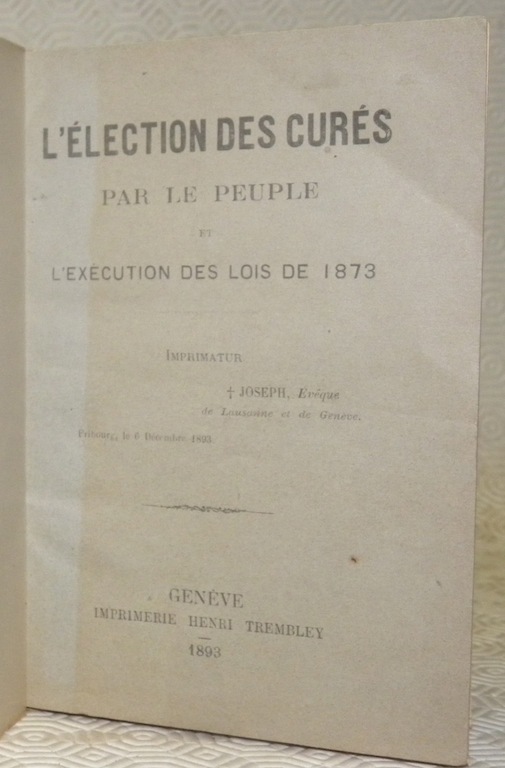 L'ÉLECTION DES CURÉS
PAR LE PEUPLE
ET
L'EXÉCUTION DES LOIS DE 1873
IMPRIMATUR
† JOSEPH, Evêque
de Lausanne et de Genève.
Fribourg, le 6 Décembre 1893.
GENÈVE
IMPRIMERIE HENRI TREMBLEY
1893